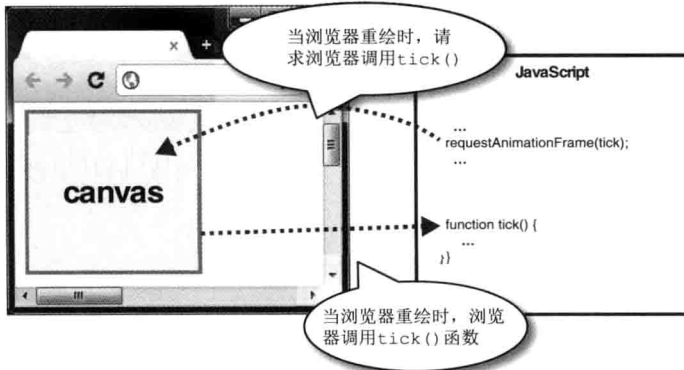 当浏览器重绘时，请
求浏览器调用tick()
JavaScript
...
requestAnimationFrame(tick);
...
canvas
function tick() {
...
}}
当浏览器重绘时，浏览
器调用tick()函数